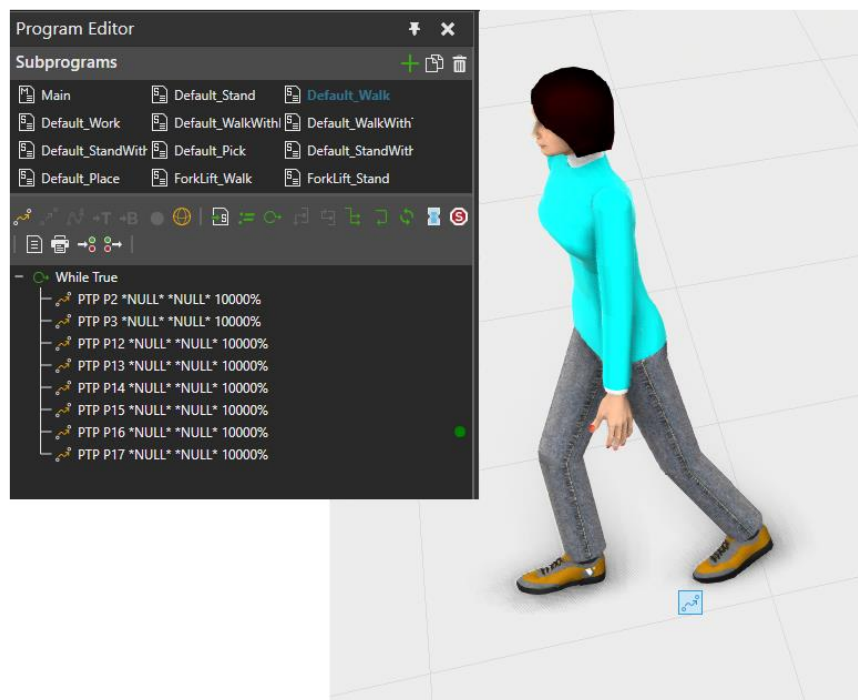 Program Editor
Subprograms
Main Default_Stand Default_Walk
Default_Work Default_WalkWithI Default_WalkWith
Default_StandWith Default_Pick Default_StandWith
Default_Place ForkLift_Walk ForkLift_Stand
While True
PTP P2 *NULL* *NULL* 10000%
PTP P3 *NULL* *NULL* 10000%
PTP P12 *NULL* *NULL* 10000%
PTP P13 *NULL* *NULL* 10000%
PTP P14 *NULL* *NULL* 10000%
PTP P15 *NULL* *NULL* 10000%
PTP P16 *NULL* *NULL* 10000%
PTP P17 *NULL* *NULL* 10000%